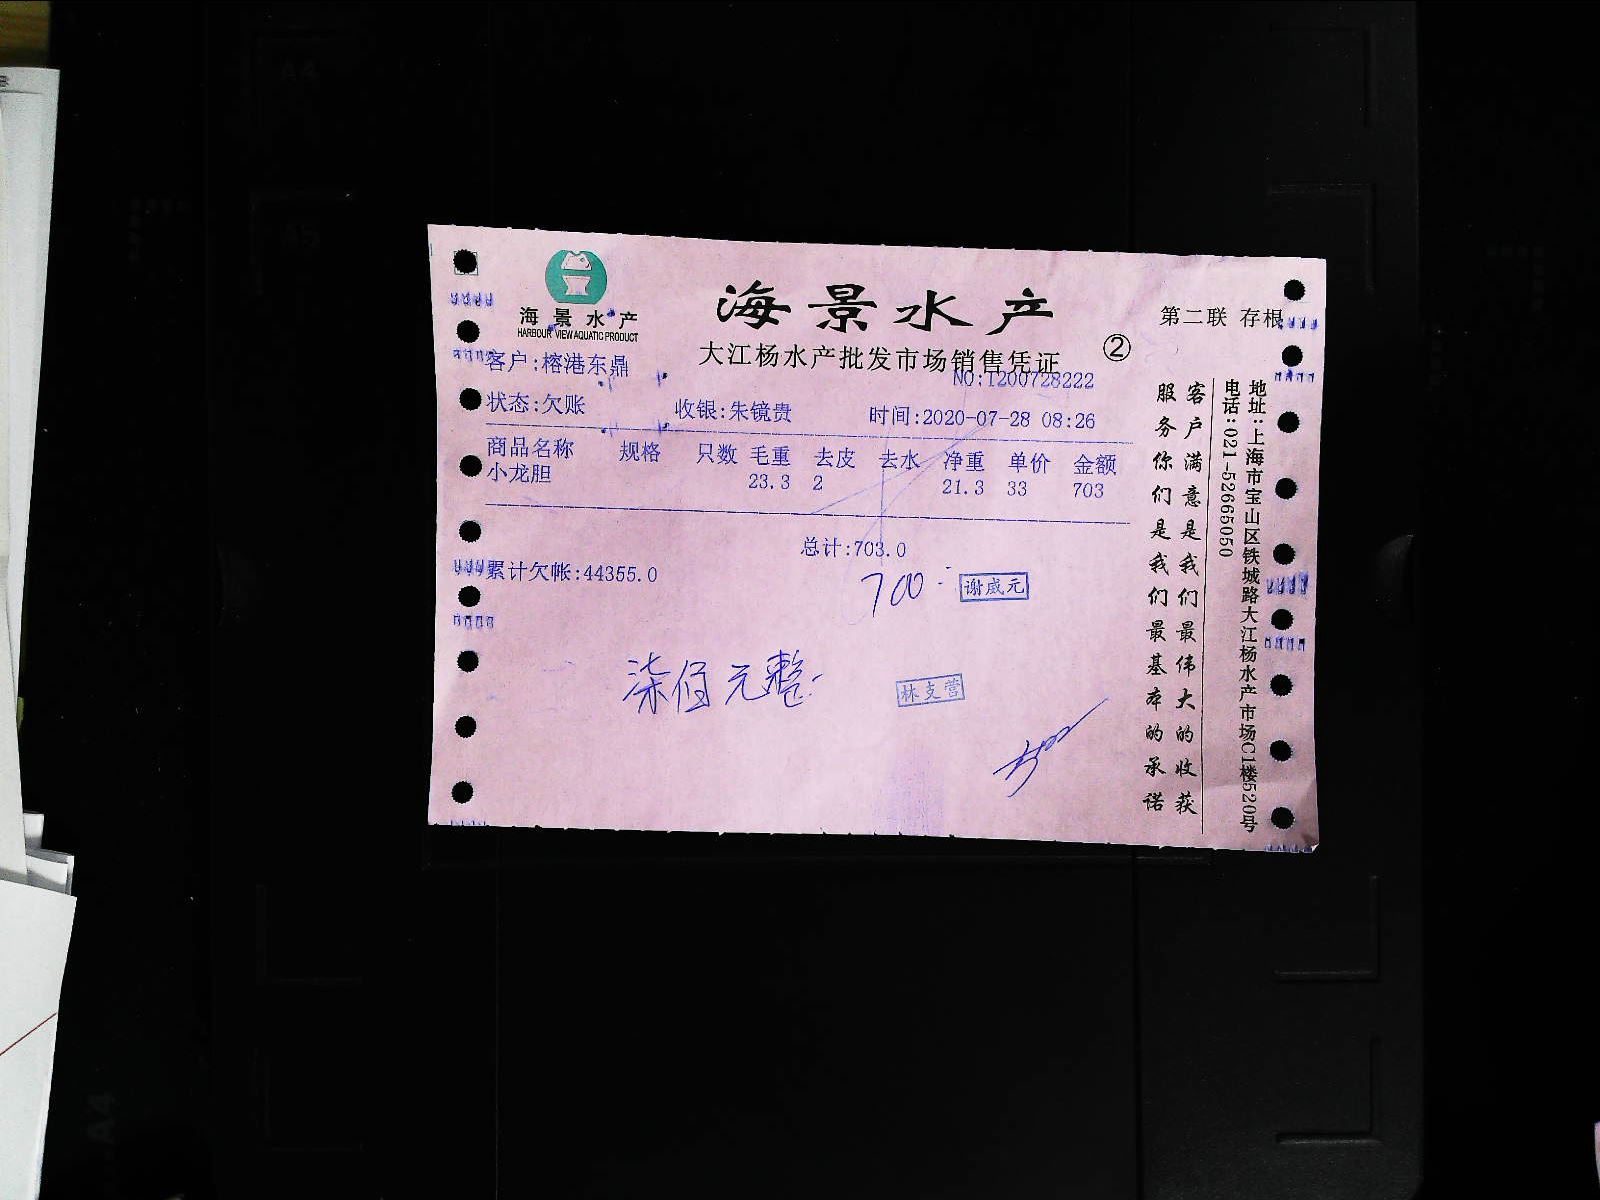 海景水产
HARBOUR VIEW AQUATIC PRODUCT
海景水产
大江杨水产批发市场销售凭证
②
第二联 存根
NO:T200728222
客户:榕港东鼎
状态:欠账 收银:朱镜贵 时间:2020-07-28 08:26
商品名称 规格 只数 毛重 去皮 去水 净重 单价 金额
小龙胆 23.3 2 21.3 33 703
总计:703.0
累计欠帐:44355.0
700-
谢威元
柒佰元整
林支营
客户满意是我们最伟大的收获
服务你们是我们最基本的承诺
地址:上海市宝山区铁城路大江杨水产市场C1楼520号
电话:021-52665050
A4